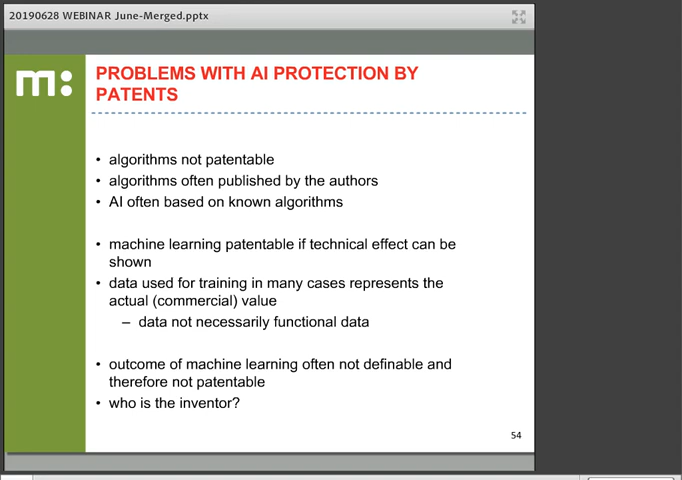 20190628 WEBINAR June-Merged.pptx
m:
PROBLEMS WITH AI PROTECTION BY
PATENTS
• algorithms not patentable
• algorithms often published by the authors
• AI often based on known algorithms
• machine learning patentable if technical effect can be
shown
• data used for training in many cases represents the
actual (commercial) value
– data not necessarily functional data
• outcome of machine learning often not definable and
therefore not patentable
• who is the inventor?
54